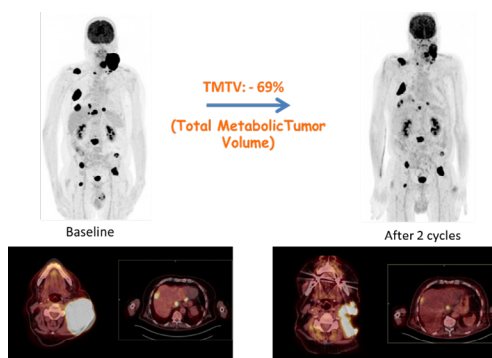 TMTV: - 69%
(Total MetabolicTumor
Volume)
Baseline
After 2 cycles